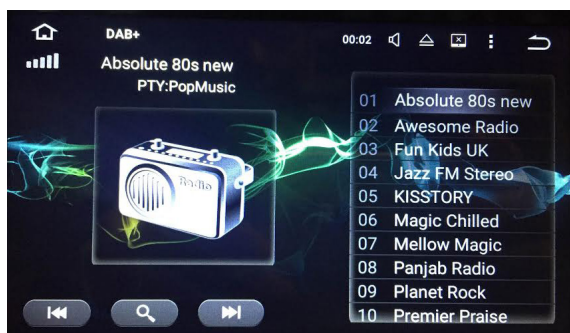 DAB+
00:02
Absolute 80s new
PTY:PopMusic
Radio
01 Absolute 80s new
02 Awesome Radio
03 Fun Kids UK
04 Jazz FM Stereo
05 KISSTORY
06 Magic Chilled
07 Mellow Magic
08 Panjab Radio
09 Planet Rock
10 Premier Praise